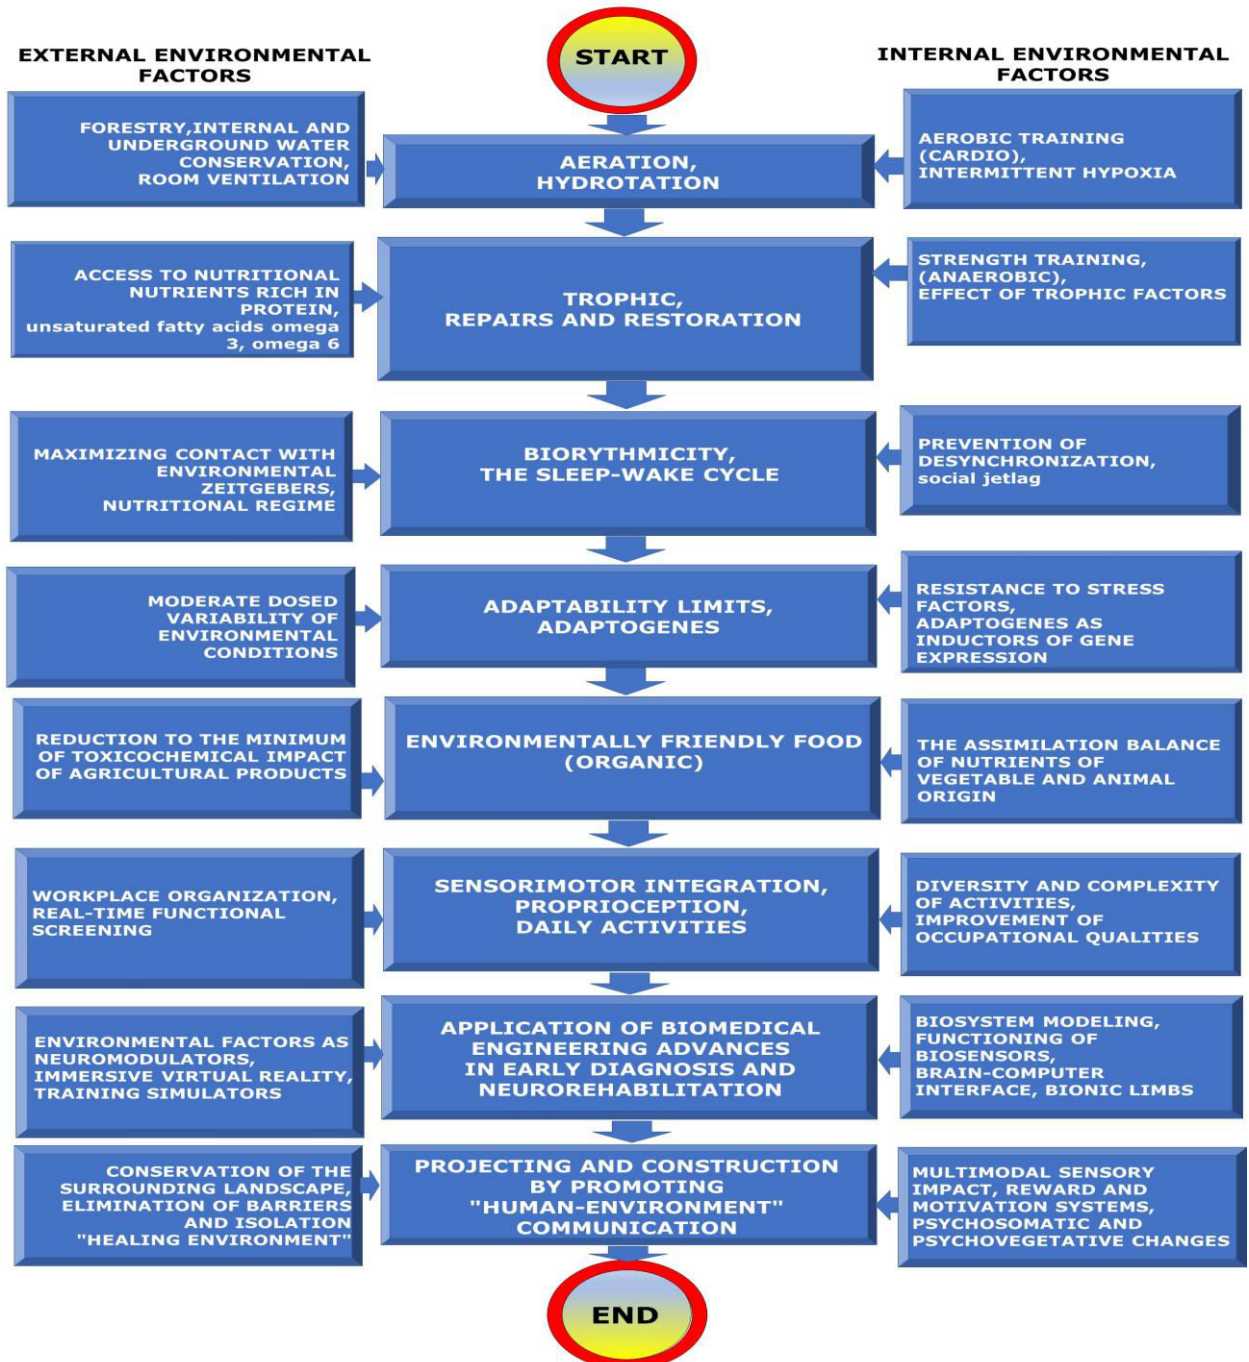 START
EXTERNAL ENVIRONMENTAL
FACTORS
INTERNAL ENVIRONMENTAL
FACTORS
FORESTRY,INTERNAL AND
UNDERGROUND WATER
CONSERVATION,
ROOM VENTILATION
AERATION,
HYDROTATION
AEROBIC TRAINING
(CARDIO),
INTERMITTENT HYPOXIA
ACCESS TO NUTRITIONAL
NUTRIENTS RICH IN
PROTEIN,
unsaturated fatty acids omega
3, omega 6
TROPHIC,
REPAIRS AND RESTORATION
STRENGTH TRAINING,
(ANAEROBIC),
EFFECT OF TROPHIC FACTORS
MAXIMIZING CONTACT WITH
ENVIRONMENTAL
ZEITGEBERS,
NUTRITIONAL REGIME
BIORYTHMICITY,
THE SLEEP-WAKE CYCLE
PREVENTION OF
DESYNCHRONIZATION,
social jetlag
MODERATE DOSED
VARIABILITY OF
ENVIRONMENTAL
CONDITIONS
ADAPTABILITY LIMITS,
ADAPTOGENES
RESISTANCE TO STRESS
FACTORS,
ADAPTOGENES AS
INDUCTORS OF GENE
EXPRESSION
REDUCTION TO THE MINIMUM
OF TOXICOCHEMICAL IMPACT
OF AGRICULTURAL PRODUCTS
ENVIRONMENTALLY FRIENDLY FOOD
(ORGANIC)
THE ASSIMILATION BALANCE
OF NUTRIENTS OF
VEGETABLE AND ANIMAL
ORIGIN
WORKPLACE ORGANIZATION,
REAL-TIME FUNCTIONAL
SCREENING
SENSORIMOTOR INTEGRATION,
PROPRIOCEPTION,
DAILY ACTIVITIES
DIVERSITY AND COMPLEXITY
OF ACTIVITIES,
IMPROVEMENT OF
OCCUPATIONAL QUALITIES
ENVIRONMENTAL FACTORS AS
NEUROMODULATORS,
IMMERSIVE VIRTUAL REALITY,
TRAINING SIMULATORS
APPLICATION OF BIOMEDICAL
ENGINEERING ADVANCES
IN EARLY DIAGNOSIS AND
NEUROREHABILITATION
BIOSYSTEM MODELING,
FUNCTIONING OF
BIOSENSORS,
BRAIN-COMPUTER
INTERFACE, BIONIC LIMBS
CONSERVATION OF THE
SURROUNDING LANDSCAPE,
ELIMINATION OF BARRIERS
AND ISOLATION
"HEALING ENVIRONMENT"
PROJECTING AND CONSTRUCTION
BY PROMOTING
"HUMAN-ENVIRONMENT"
COMMUNICATION
MULTIMODAL SENSORY
IMPACT, REWARD AND
MOTIVATION SYSTEMS,
PSYCHOSOMATIC AND
PSYCHOVEGETATIVE CHANGES
END